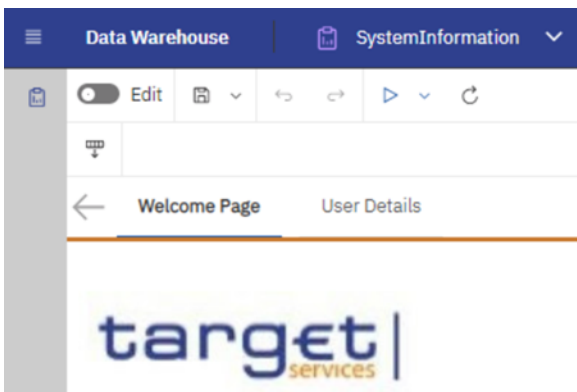 Data Warehouse SystemInformation
Edit
Welcome Page User Details
target
services